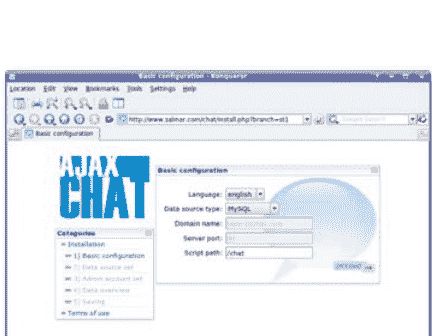 Basic configuration - Konqueror
Location Edit View Bookmarks Tools Settings Help
http://www.salnar.com/chat/install.php?branch=st1
Basic configuration
AJAX
CHAT
Basic configuration
Language: english
Data source type: MySQL
Domain name:
Server port:
Script path: /chat
proceed
Categories
Installation
1) Basic configuration
2) Data source set
3) Admin account set
4) Data overview
5) Saving
Terms of use